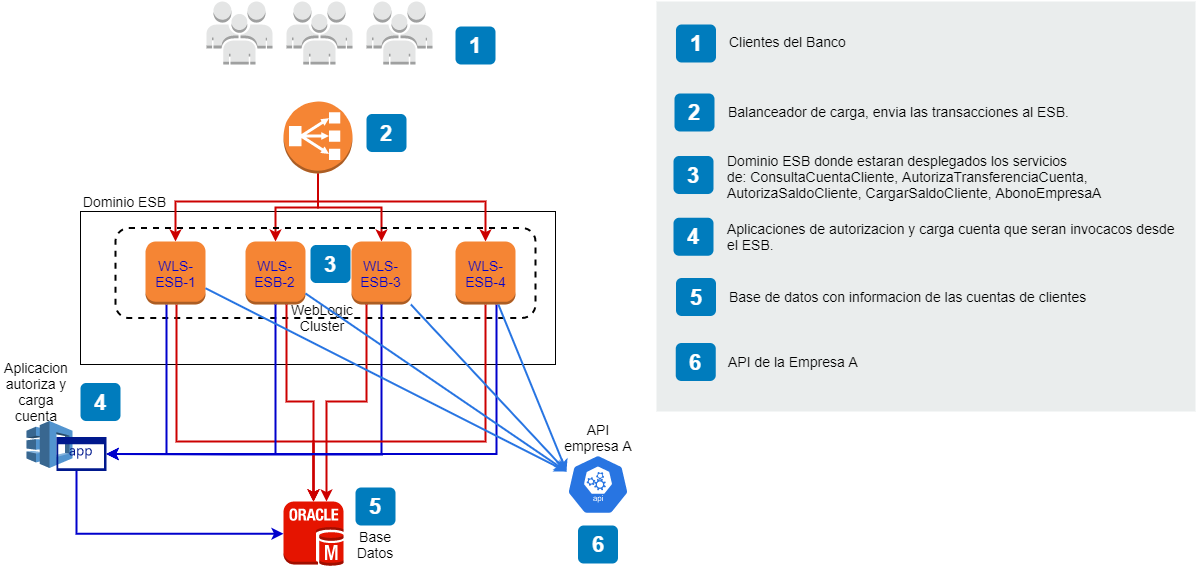 1
2
Dominio ESB
WLS-
ESB-1
WLS-
ESB-2
3
WLS-
ESB-3
WLS-
ESB-4
WebLogic
Cluster
Aplicacion
autoriza y
carga
cuenta
4
app
API
empresa A
api
6
ORACLE
M
5
Base
Datos
1
Clientes del Banco
2
Balanceador de carga, envia las transacciones al ESB.
3
Dominio ESB donde estaran desplegados los servicios
de: ConsultaCuentaCliente, AutorizaTransferenciaCuenta,
AutorizaSaldoCliente, CargarSaldoCliente, AbonoEmpresaA
4
Aplicaciones de autorizacion y carga cuenta que seran invocacos desde
el ESB.
5
Base de datos con informacion de las cuentas de clientes
6
API de la Empresa A